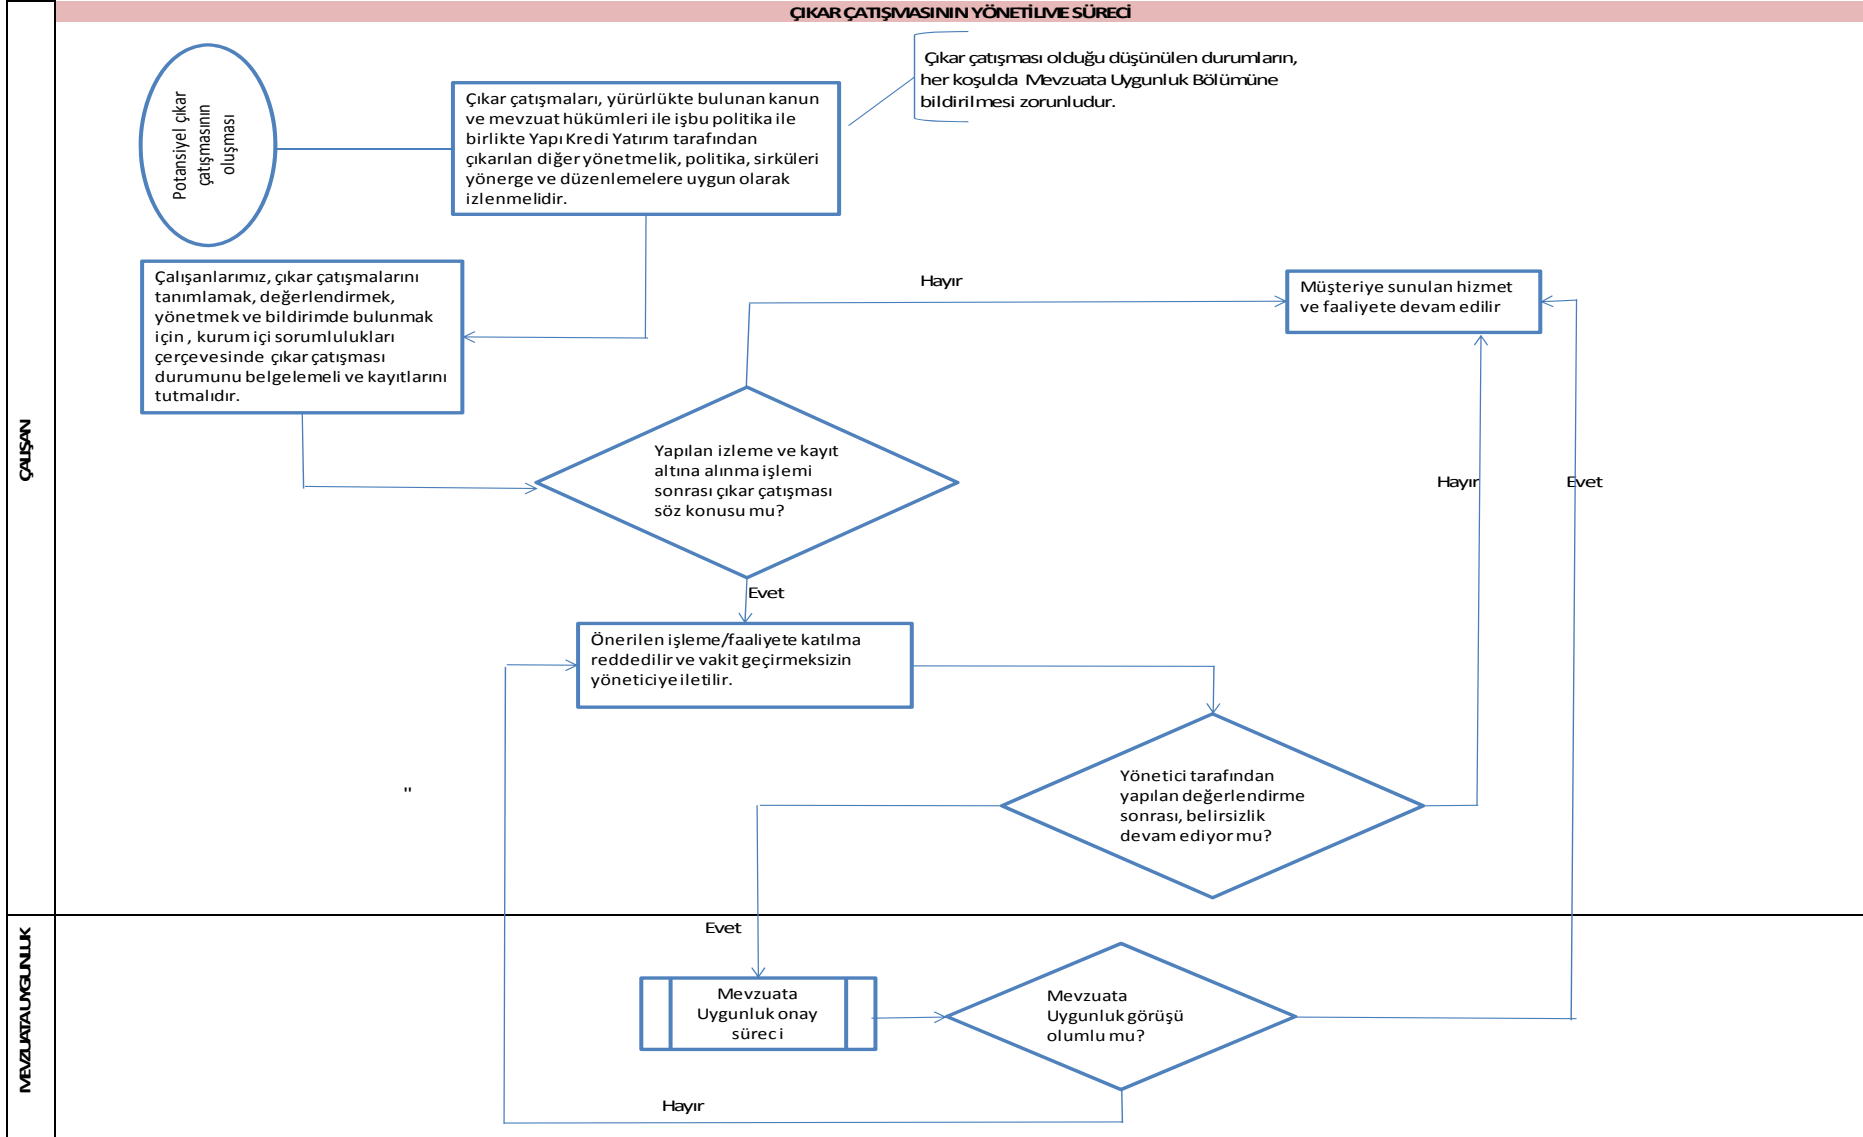 ÇIKAR ÇATIŞMASININ YÖNETİLME SÜRECİ
Potansiyel çıkar
çatışmasının
oluşması
Çıkar çatışmaları, yürürlükte bulunan kanun
ve mevzuat hükümleri ile işbu politika ile
birlikte Yapı Kredi Yatırım tarafından
çıkarılan diğer yönetmelik, politika, sirküleri
yönerge ve düzenlemelere uygun olarak
izlenmelidir.
Çıkar çatışması olduğu düşünülen durumların,
her koşulda Mevzuata Uygunluk Bölümüne
bildirilmesi zorunludur.
Çalışanlarımız, çıkar çatışmalarını
tanımlamak, değerlendirmek,
yönetmek ve bildirimde bulunmak
için , kurum içi sorumlulukları
çerçevesinde çıkar çatışması
durumunu belgelemeli ve kayıtlarını
tutmalıdır.
Hayır
Müşteriye sunulan hizmet
ve faaliyete devam edilir
ÇALIŞAN
Yapılan izleme ve kayıt
altına alınma işlemi
sonrası çıkar çatışması
söz konusu mu?
Hayır
Evet
Evet
Önerilen işleme/faaliyete katılma
reddedilir ve vakit geçirmeksizin
yöneticiye iletilir.
"
Yönetici tarafından
yapılan değerlendirme
sonrası, belirsizlik
devam ediyor mu?
MEVZUATA UYGUNLUK
Evet
Mevzuata
Uygunluk onay
sürec i
Mevzuata
Uygunluk görüşü
olumlu mu?
Hayır